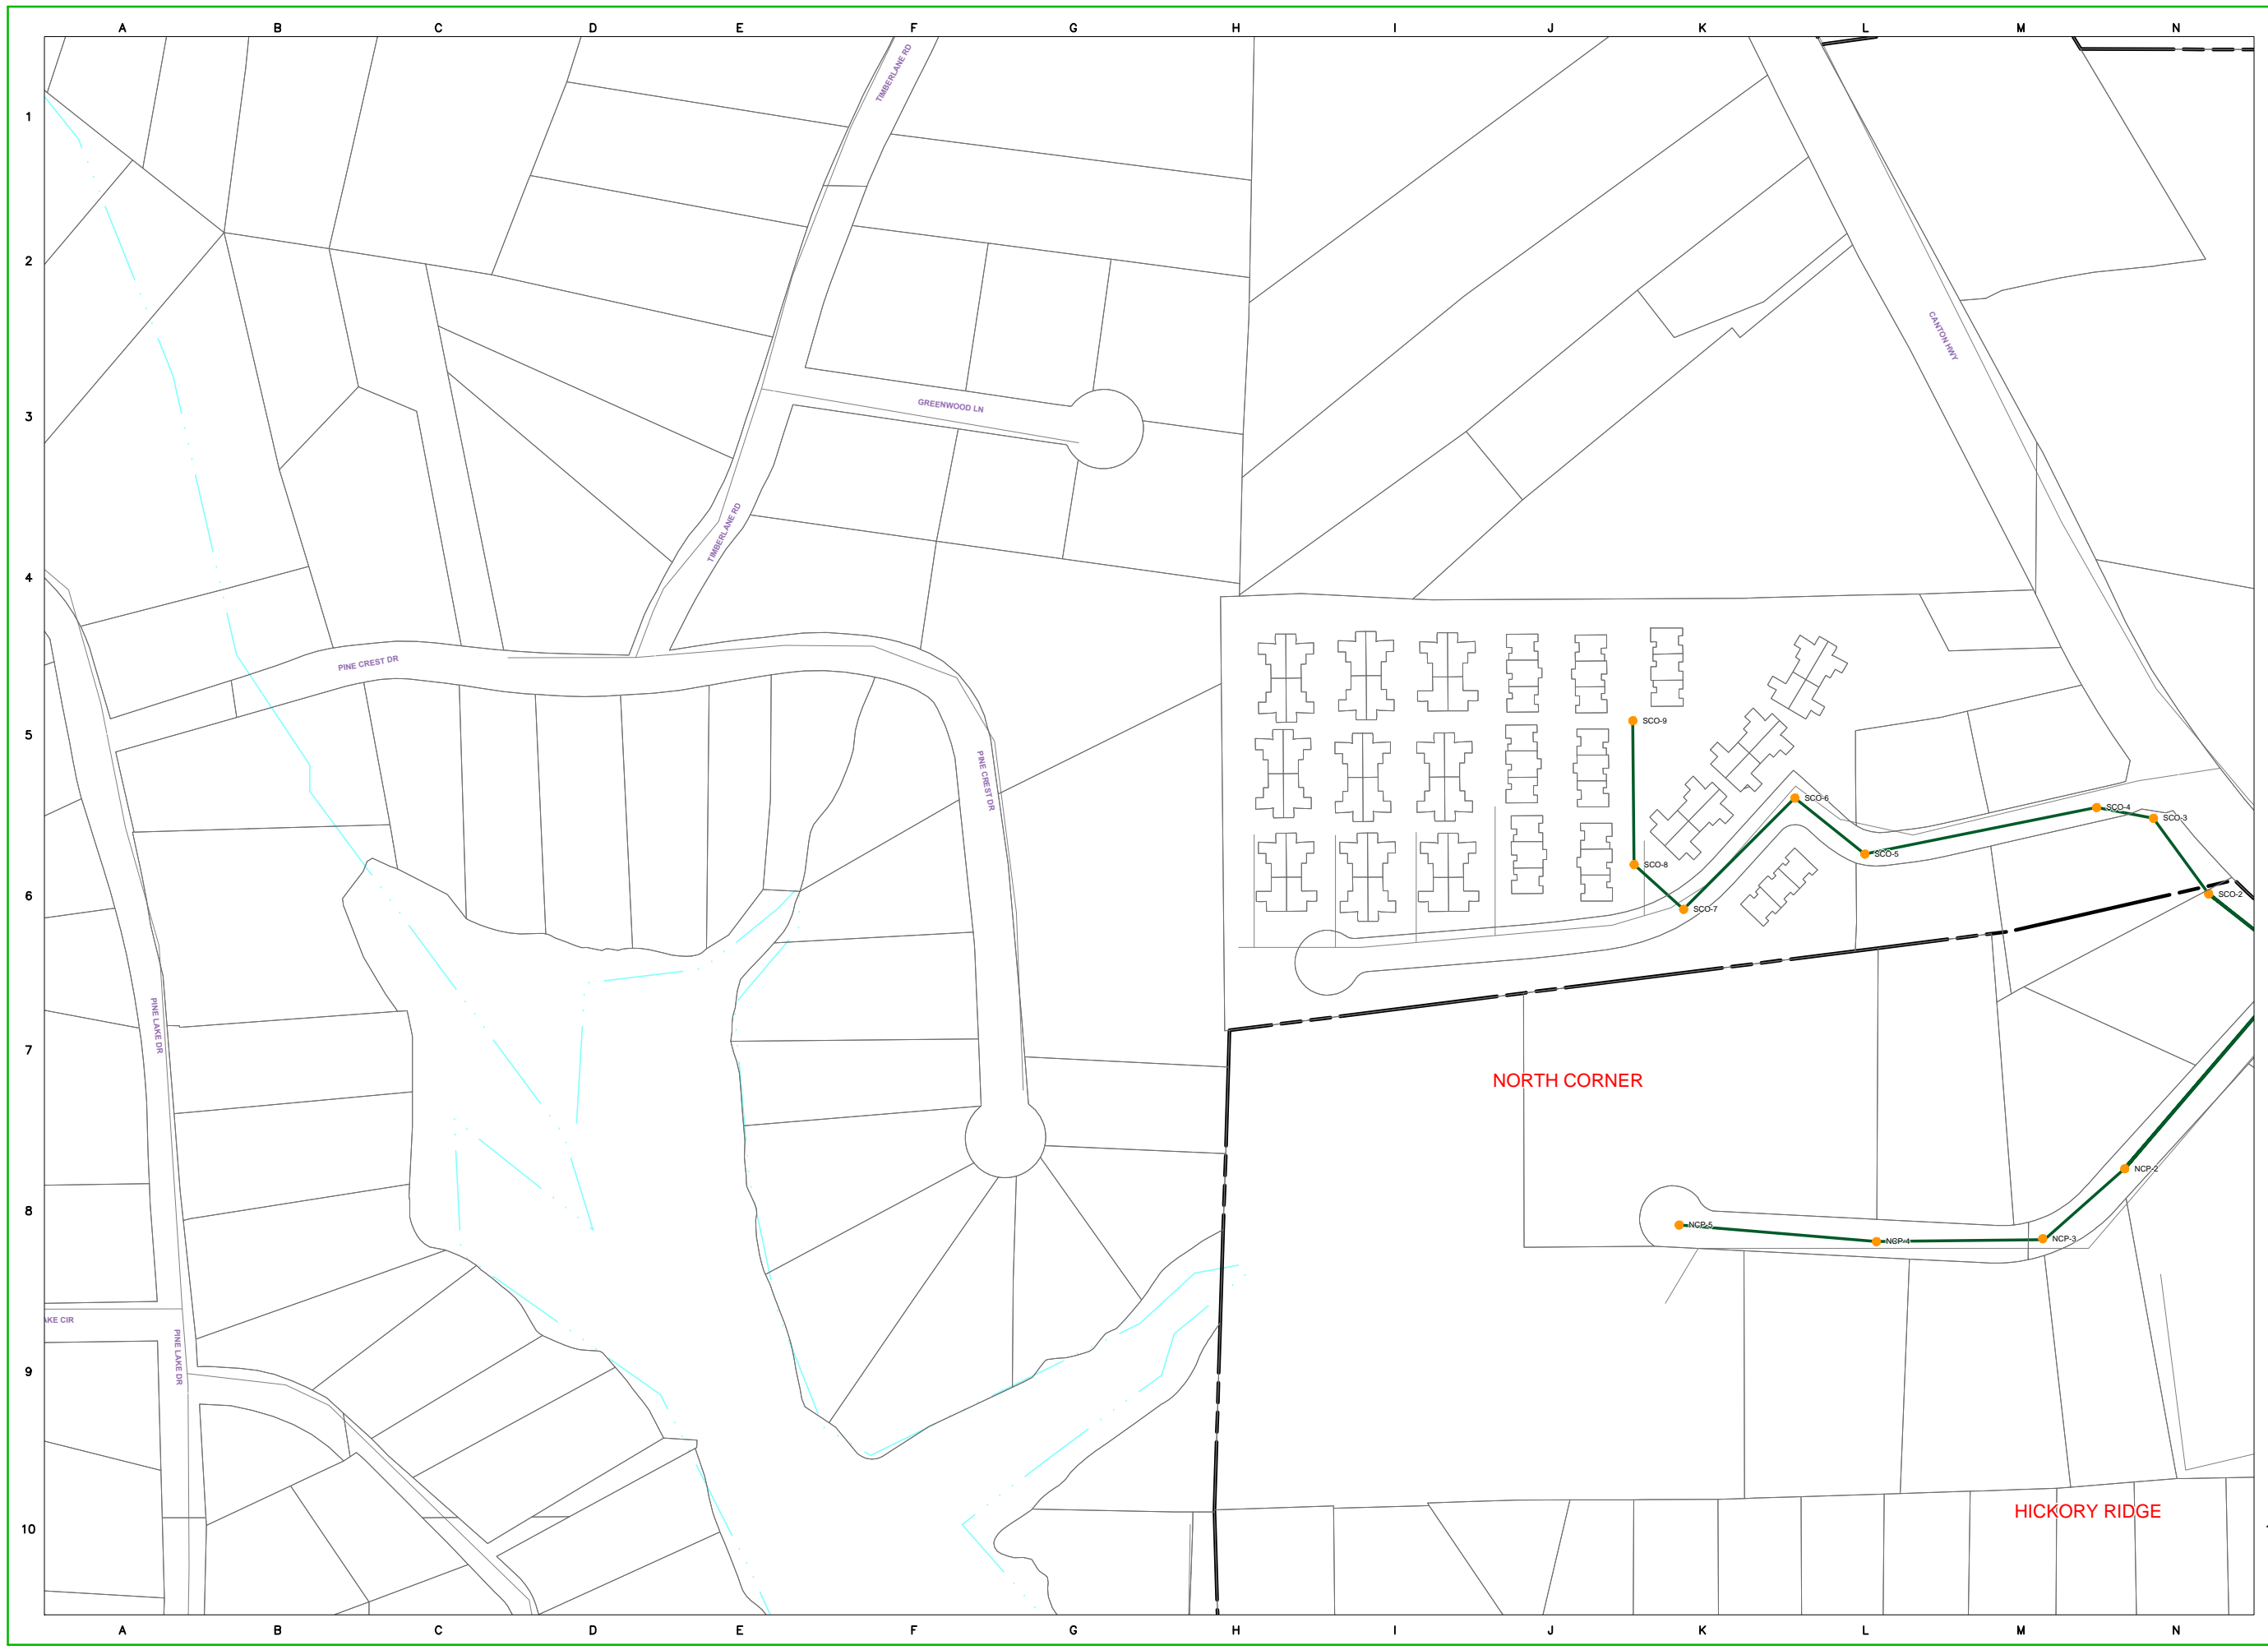 A B C D E F G H I J K L M N
1
TIMBERLANE RD
2
CANTON HWY
3
GREENWOOD LN
TIMBERLANE RD
4
PINE CREST DR
5
SCO-9
PINE CREST DR
SCO-6
SCO-4
SCO-3
SCO-5
SCO-8
6
SCO-2
SCO-7
PINE LAKE DR
7
NORTH CORNER
NCP-2
8
NCP-5
NCP-4
NCP-3
AKE CIR
PINE LAKE DR
9
HICKORY RIDGE
10
A B C D E F G H I J K L M N